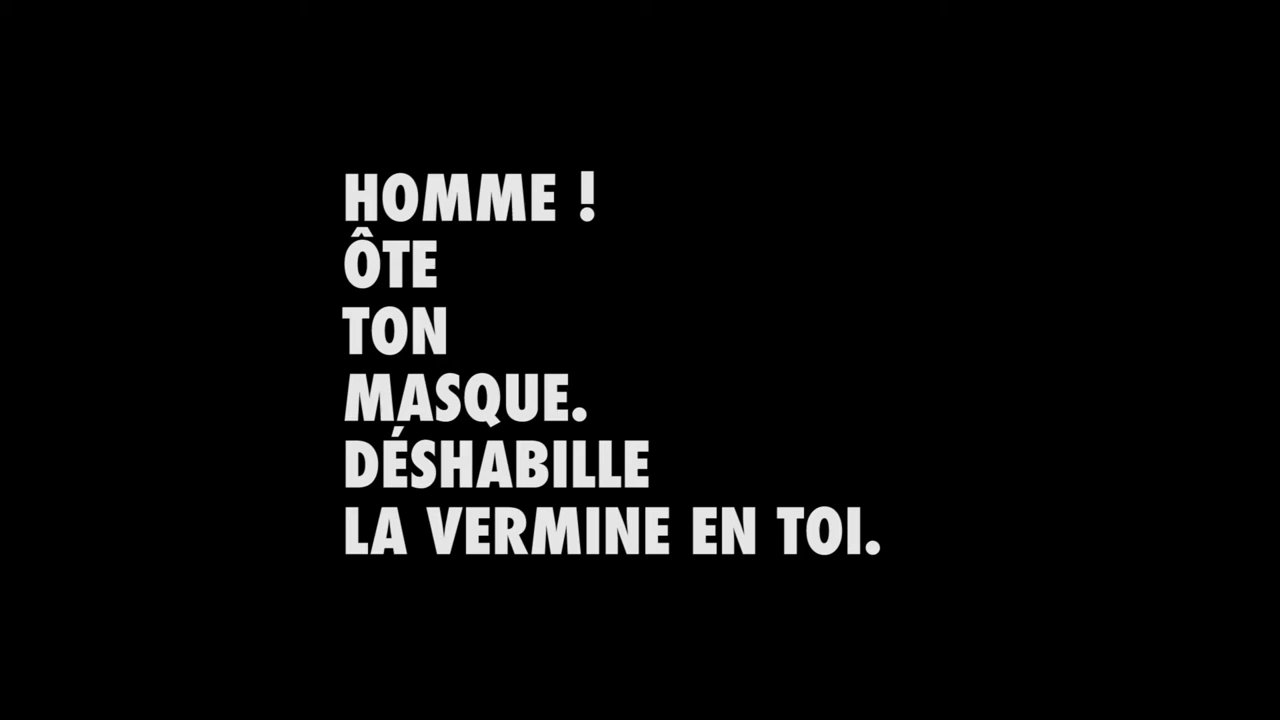 HOMME !
ÔTE
TON
MASQUE.
DÉSHABILLE
LA VERMINE EN TOI.